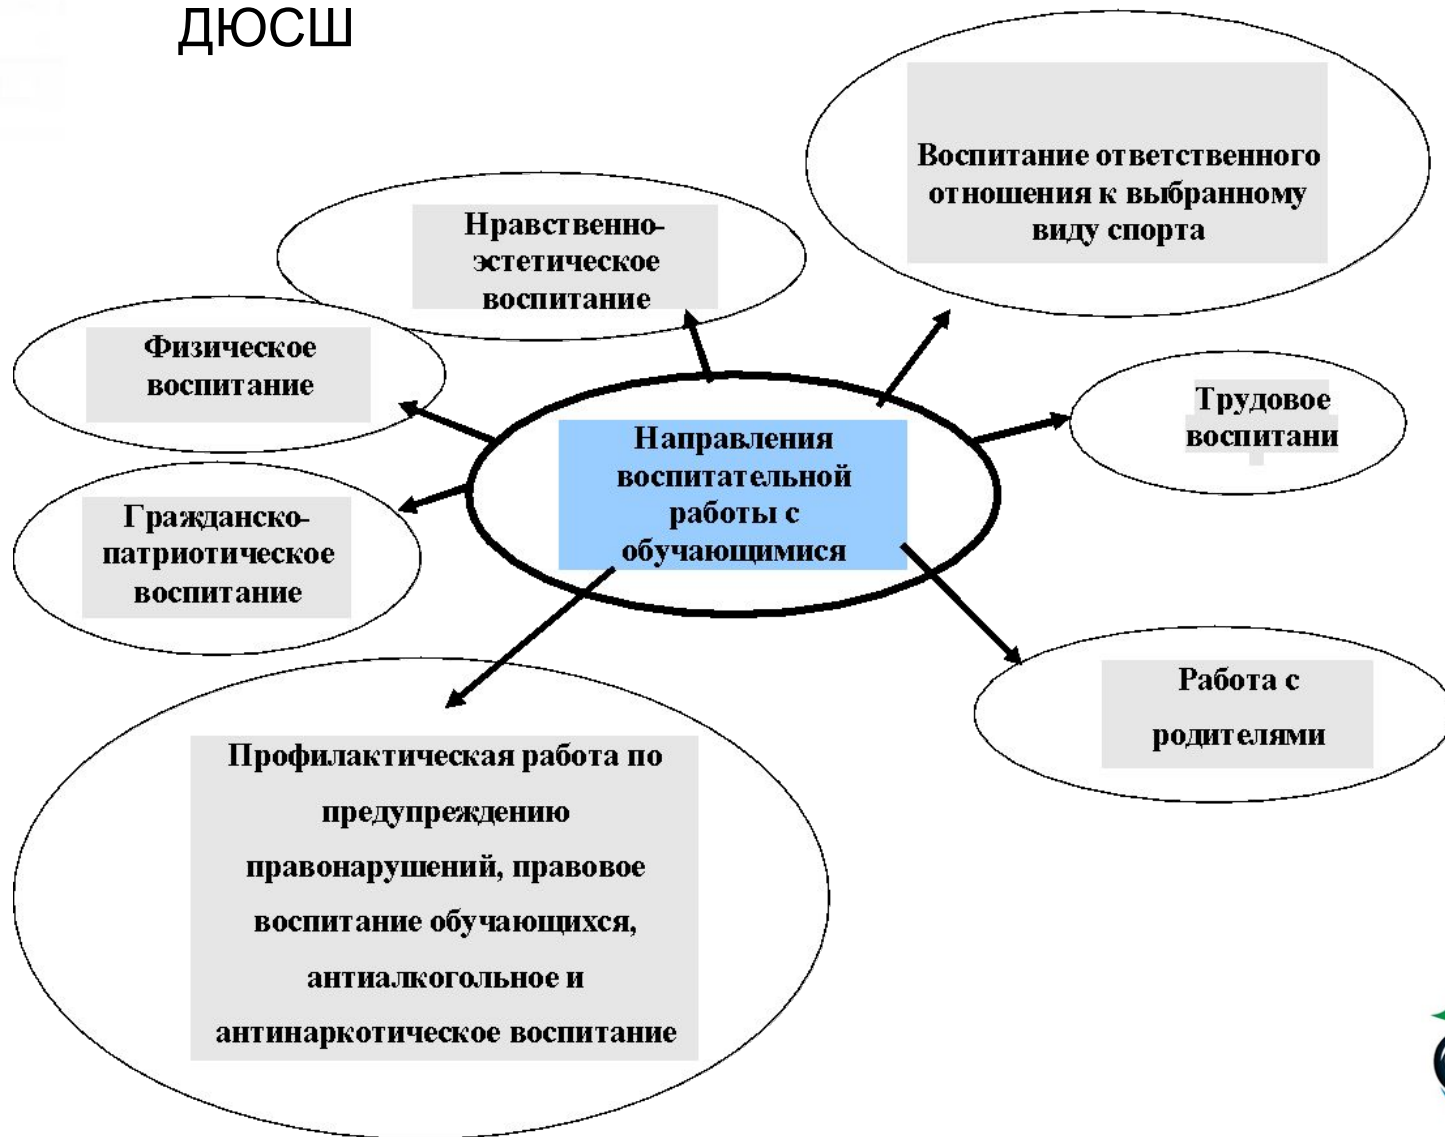 ДЮСШ
Воспитание ответственного
отношения к выбранному
виду спорта
Нравственно-
эстетическое
воспитание
Физическое
воспитание
Трудовое
воспитани
Направления
воспитательной
работы с
обучающимися
Гражданско-
патриотическое
воспитание
Работа с
родителями
Профилактическая работа по
предупреждению
правонарушений, правовое
воспитание обучающихся,
антиалкогольное и
антинаркотическое воспитание